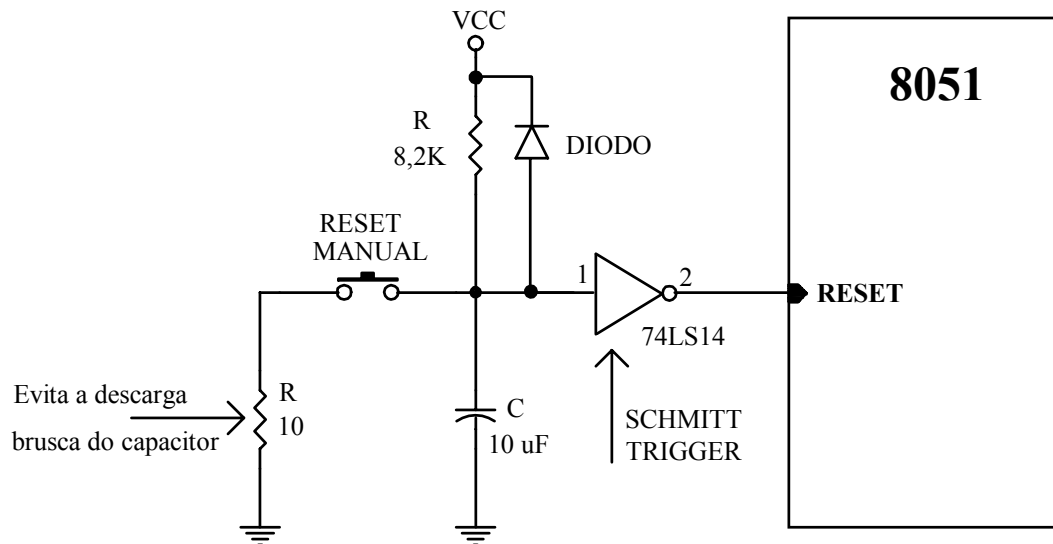 VCC
8051
R
8,2K
DIODO
RESET
MANUAL
1
2
RESET
74LS14
Evita a descarga
brusca do capacitor
R
10
C
10 uF
SCHMITT
TRIGGER